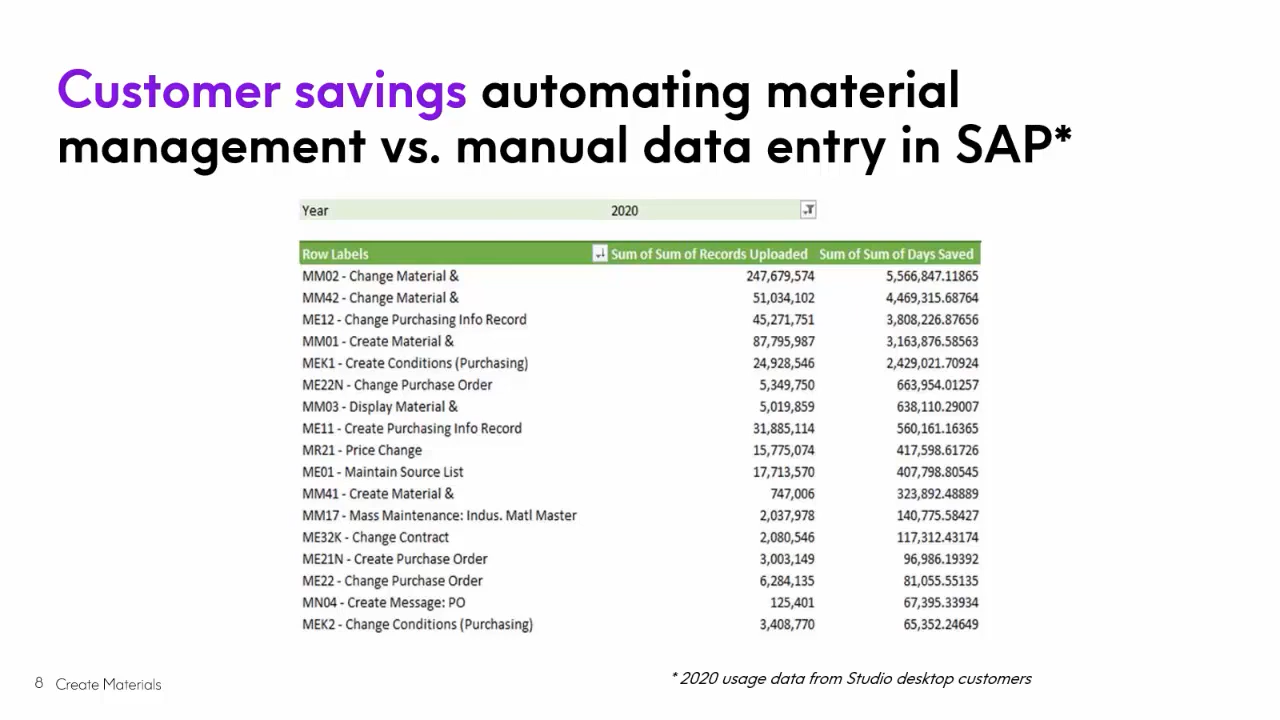 Customer savings automating material
management vs. manual data entry in SAP*
Year 2020
Row Labels Sum of Sum of Records Uploaded Sum of Sum of Days Saved
MM02 - Change Material & 247,679,574 5,566,847.11865
MM42 - Change Material & 51,034,102 4,469,315.68764
ME12 - Change Purchasing Info Record 45,271,751 3,808,226.87656
MM01 - Create Material & 87,795,987 3,163,876.58563
MEK1 - Create Conditions (Purchasing) 24,928,546 2,429,021.70924
ME22N - Change Purchase Order 5,349,750 663,954.01257
MM03 - Display Material & 5,019,859 638,110.29007
ME11 - Create Purchasing Info Record 31,885,114 560,161.16365
MR21 - Price Change 15,775,074 417,598.61726
ME01 - Maintain Source List 17,713,570 407,798.80545
MM41 - Create Material & 747,006 323,892.48889
MM17 - Mass Maintenance: Indus. Matl Master 2,037,978 140,775.58427
ME32K - Change Contract 2,080,546 117,312.43174
ME21N - Create Purchase Order 3,003,149 96,986.19392
ME22 - Change Purchase Order 6,284,135 81,055.55135
MN04 - Create Message: PO 125,401 67,395.33934
MEK2 - Change Conditions (Purchasing) 3,408,770 65,352.24649
* 2020 usage data from Studio desktop customers
8 Create Materials